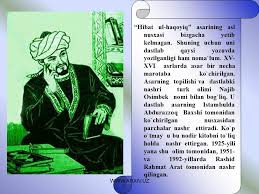 "Hibat ul-haqoyiq" asarining asl
nusxasi bizgacha yetib
kelmagan. Shuning uchun uni
dastlab qaysi yozuvda
yozilganligi ham noma'lum. XV-
XVI asrlarda asar bir necha
marotaba ko'chirilgan.
Asarning topilishi va dastlabki
nashri turk olimi Najib
Osimbek nomi bilan bog'liq. U
dastlab asarning Istambulda
Abdurazzoq Baxshi tomonidan
ko'chirilgan nusxasidan
parchalar nashr ettiradi. Ko'p
o'tmay u bu nodir kitobni to'liq
holda nashr ettirgan. 1925-yili
yana shu olim tomonidan, 1951-
va 1992-yillarda Rashid
Rahmat Arat tomonidan nashr
qilingan.
WWW.ARXIV.UZ